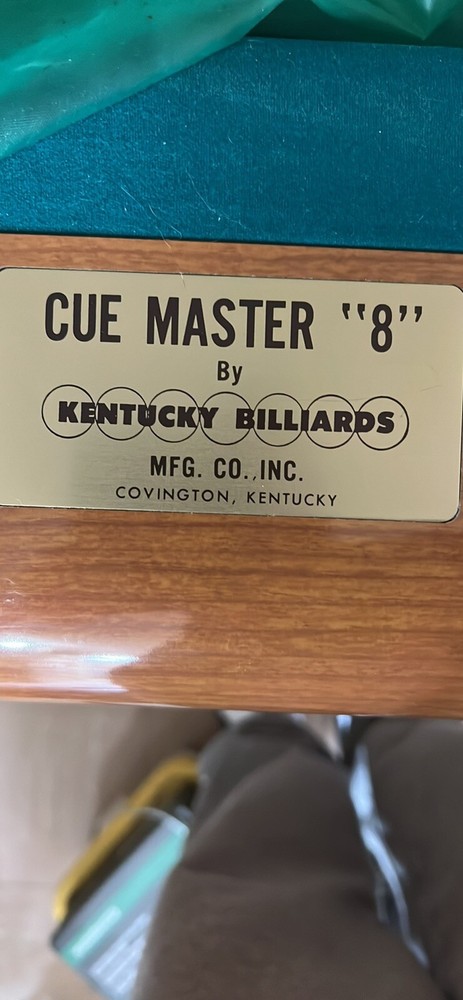 CUE MASTER "8"
By
KENTUCKY BILLIARDS
MFG. CO., INC.
COVINGTON, KENTUCKY